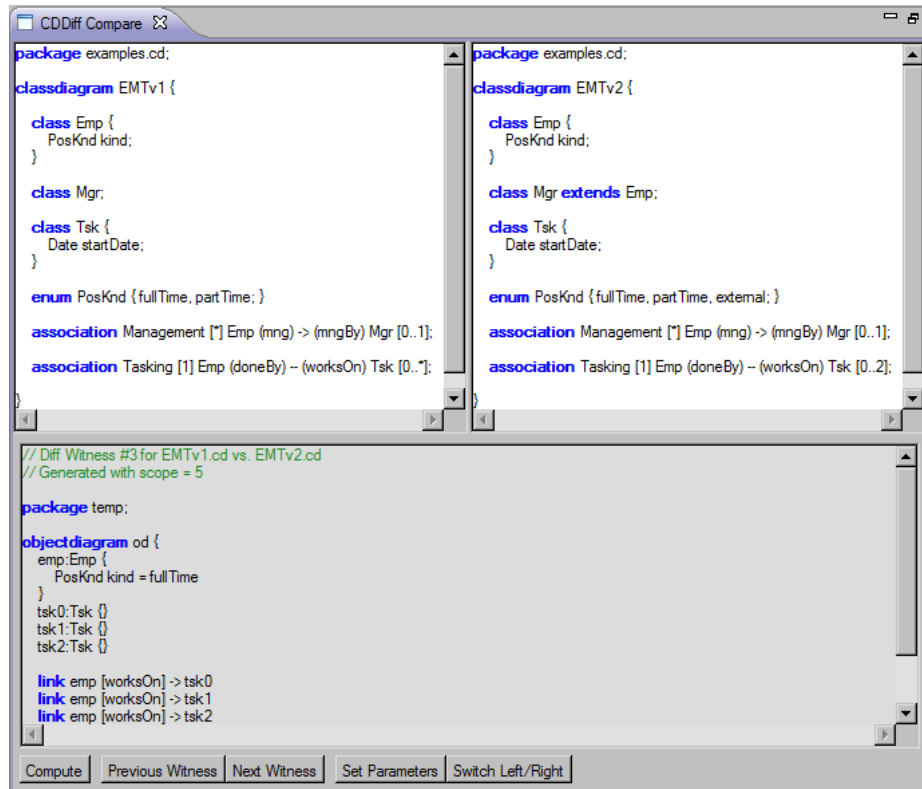 CDDiff Compare
package examples.cd;
classdiagram EMTv1 {
class Emp {
PosKnd kind;
}
class Mgr;
class Tsk {
Date startDate;
}
enum PosKnd { fullTime, partTime; }
association Management [*] Emp (mng) -> (mngBy) Mgr [0..1];
association Tasking [1] Emp (doneBy) -- (worksOn) Tsk [0..*];
}
package examples.cd;
classdiagram EMTv2 {
class Emp {
PosKnd kind;
}
class Mgr extends Emp;
class Tsk {
Date startDate;
}
enum PosKnd { fullTime, partTime, external; }
association Management [*] Emp (mng) -> (mngBy) Mgr [0..1];
association Tasking [1] Emp (doneBy) -- (worksOn) Tsk [0..2];
}
// Diff Witness #3 for EMTv1.cd vs. EMTv2.cd
// Generated with scope = 5
package temp;
objectdiagram od {
emp:Emp {
PosKnd kind = fullTime
}
tsk0:Tsk {}
tsk1:Tsk {}
tsk2:Tsk {}
link emp [worksOn] -> tsk0
link emp [worksOn] -> tsk1
link emp [worksOn] -> tsk2
Compute Previous Witness Next Witness Set Parameters Switch Left/Right